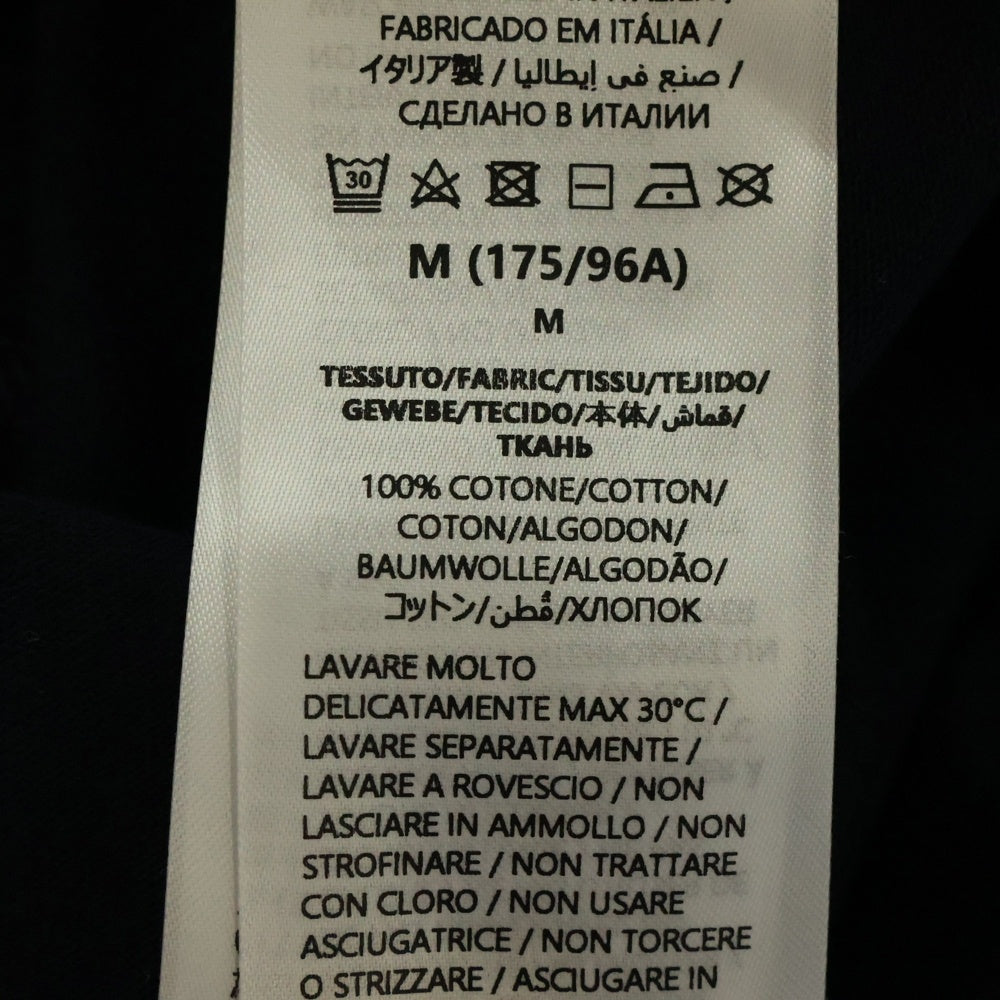 FABRICADO EM ITÁLIA /
イタリア製 / صنع في إيطاليا /
СДЕЛАНО В ИТАЛИИ
30
M (175/96A)
M
TESSUTO/FABRIC/TISSU/TEJIDO/
GEWEBE/TECIDO/本体/قماش/
ТКАНЬ
100% COTONE/COTTON/
COTON/ALGODON/
BAUMWOLLE/ALGODÃO/
コットン/قُطن/ХЛОПОК
LAVARE MOLTO
DELICATAMENTE MAX 30°C /
LAVARE SEPARATAMENTE /
LAVARE A ROVESCIO / NON
LASCIARE IN AMMOLLO / NON
STROFINARE / NON TRATTARE
CON CLORO / NON USARE
ASCIUGATRICE / NON TORCERE
O STRIZZARE / ASCIUGARE IN